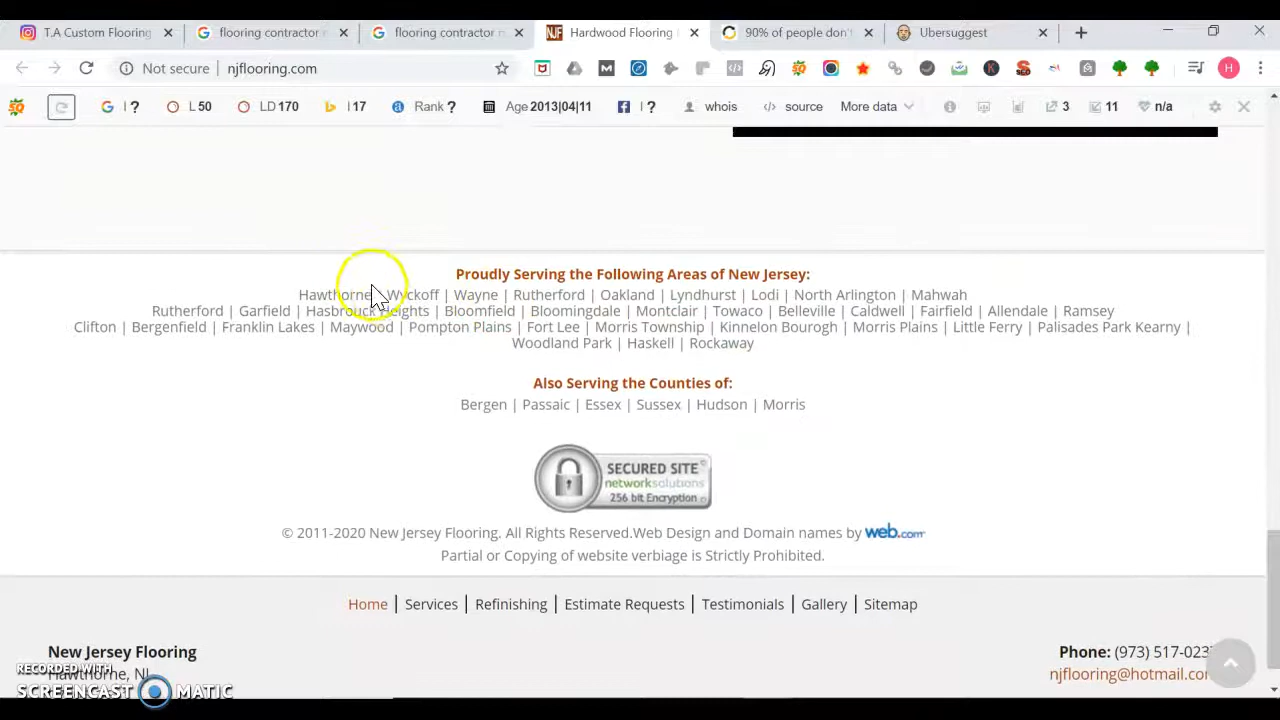 T.A Custom Flooring
flooring contractor
flooring contractor
NJF Hardwood Flooring
90% of people don't
Ubersuggest
Not secure | njflooring.com
H
G I ? L 50 LD 170 I 17 Rank ? Age 2013|04|11 I ? whois </> source More data 3 11 n/a
Proudly Serving the Following Areas of New Jersey:
Hawthorne | Wyckoff | Wayne | Rutherford | Oakland | Lyndhurst | Lodi | North Arlington | Mahwah
Rutherford | Garfield | Hasbrouck Heights | Bloomfield | Bloomingdale | Montclair | Towaco | Belleville | Caldwell | Fairfield | Allendale | Ramsey
Clifton | Bergenfield | Franklin Lakes | Maywood | Pompton Plains | Fort Lee | Morris Township | Kinnelon Bourogh | Morris Plains | Little Ferry | Palisades Park Kearny |
Woodland Park | Haskell | Rockaway
Also Serving the Counties of:
Bergen | Passaic | Essex | Sussex | Hudson | Morris
SECURED SITE
networksolutions
256 bit Encryption
© 2011-2020 New Jersey Flooring. All Rights Reserved.Web Design and Domain names by web.com
Partial or Copying of website verbiage is Strictly Prohibited.
Home | Services | Refinishing | Estimate Requests | Testimonials | Gallery | Sitemap
New Jersey Flooring
Hawthorne, NJ
Phone: (973) 517-023
njflooring@hotmail.com
RECORDED WITH
SCREENCAST MATIC